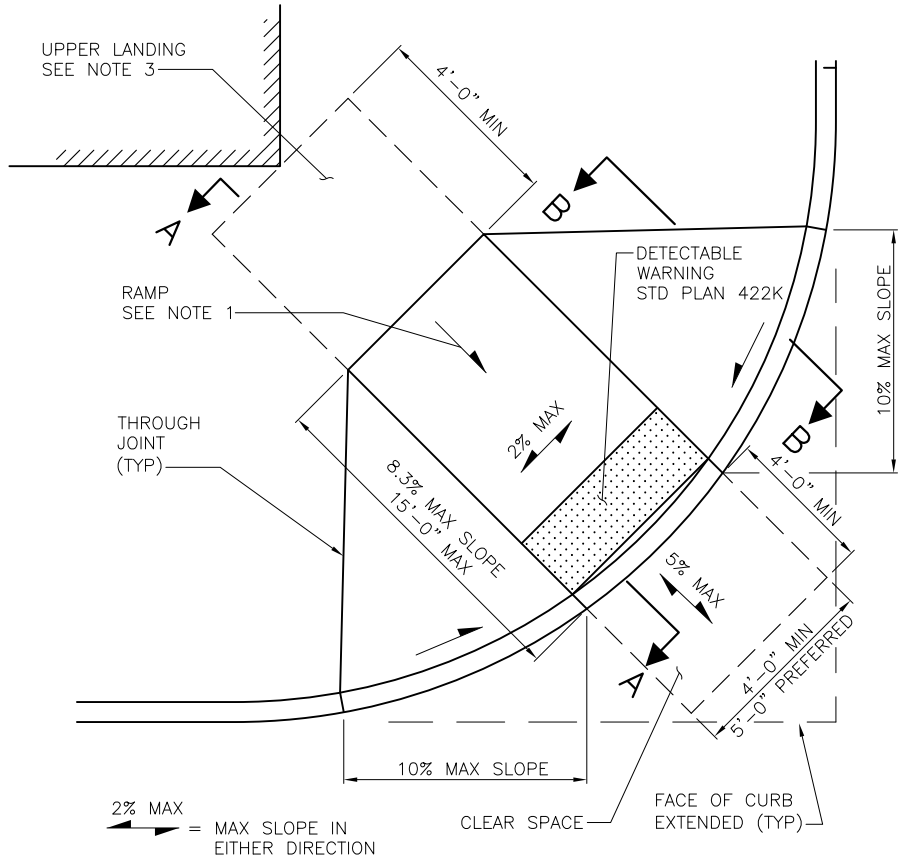 UPPER LANDING
SEE NOTE 3
4'-0" MIN
A
B
DETECTABLE
WARNING
STD PLAN 422K
RAMP
SEE NOTE 1
10% MAX SLOPE
2% MAX
B
THROUGH
JOINT
(TYP)
8.3% MAX SLOPE
15'-0" MAX
4'-0" MIN
5% MAX
A
4'-0" MIN
5'-0" PREFERRED
10% MAX SLOPE
2% MAX
= MAX SLOPE IN
EITHER DIRECTION
CLEAR SPACE
FACE OF CURB
EXTENDED (TYP)